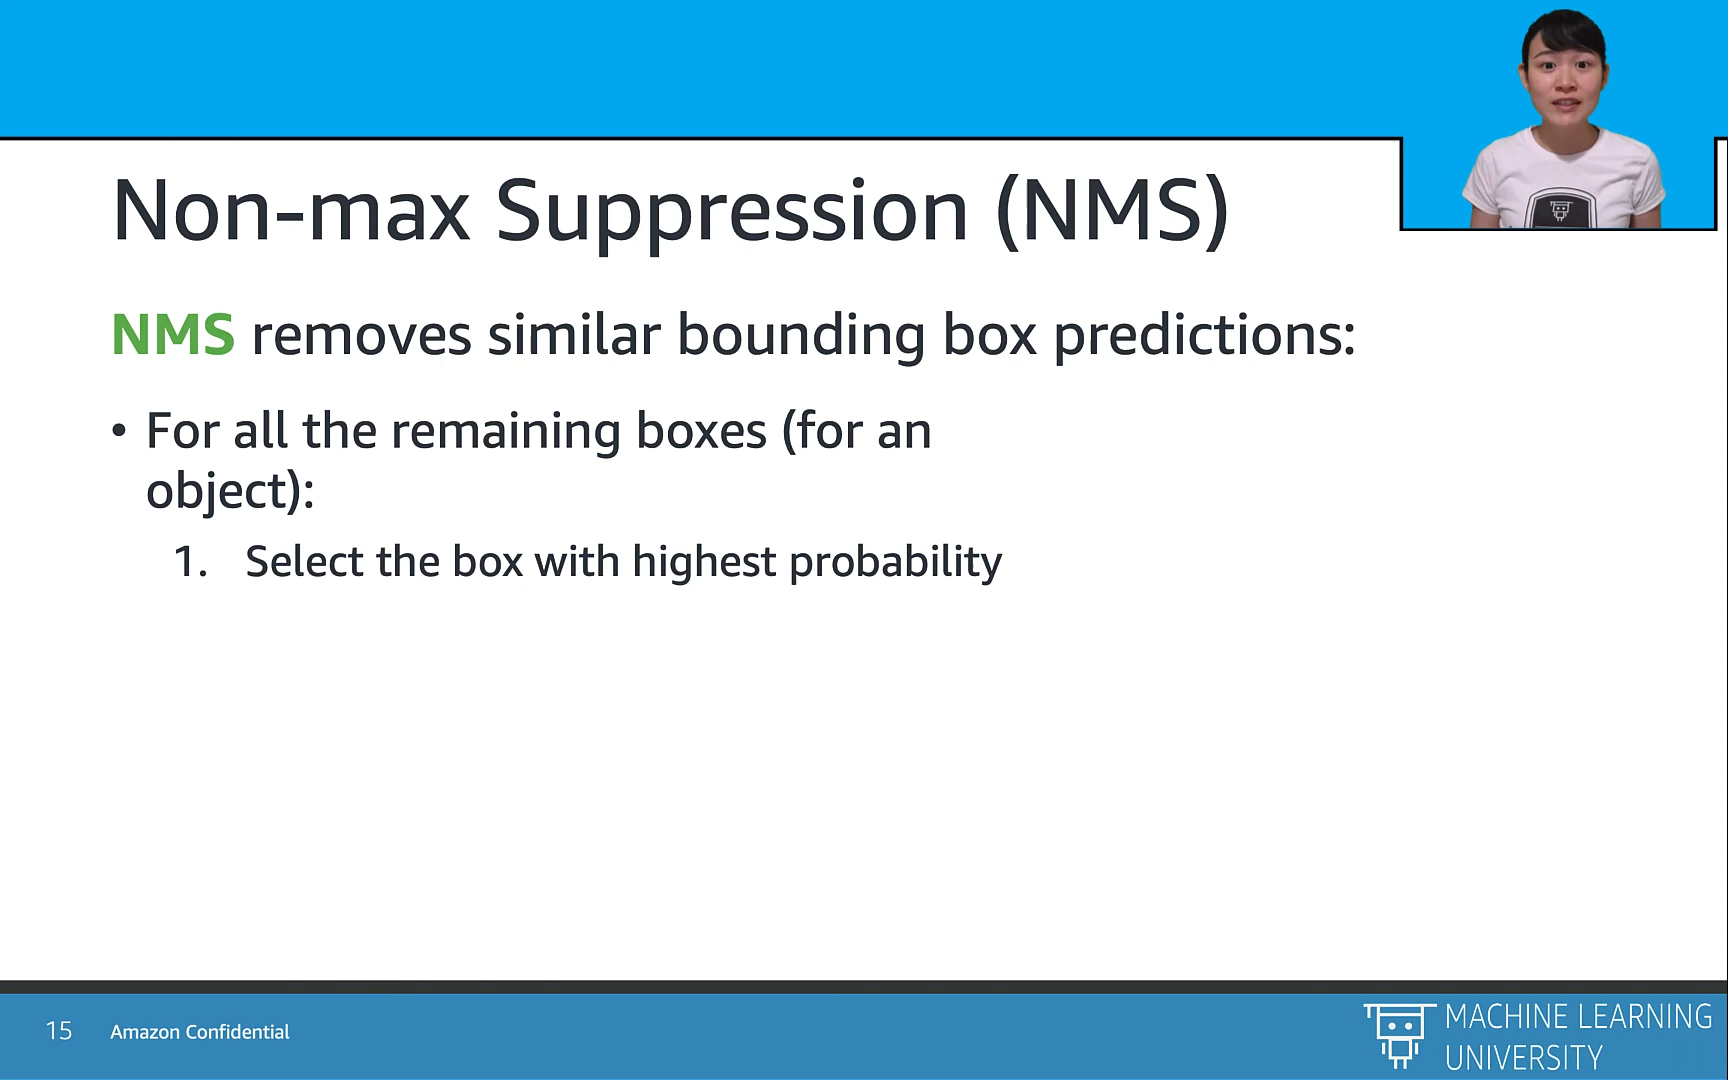 Non-max Suppression (NMS)
NMS removes similar bounding box predictions:
• For all the remaining boxes (for an
object):
1. Select the box with highest probability
15 Amazon Confidential
MACHINE LEARNING
UNIVERSITY